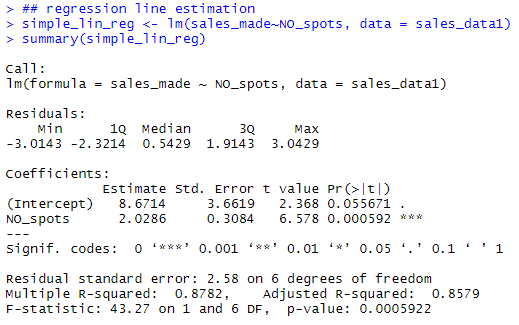 > ## regression line estimation
> simple_lin_reg <- lm(sales_made~NO_spots, data = sales_data1)
> summary(simple_lin_reg)
Call:
lm(formula = sales_made ~ NO_spots, data = sales_data1)
Residuals:
    Min      1Q  Median      3Q     Max
-3.0143 -2.3214  0.5429  1.9143  3.0429
Coefficients:
            Estimate Std. Error t value Pr(>|t|)
(Intercept)   8.6714     3.6619   2.368 0.055671 .
NO_spots      2.0286     0.3084   6.578 0.000592 ***
---
Signif. codes:  0 ‘***’ 0.001 ‘**’ 0.01 ‘*’ 0.05 ‘.’ 0.1 ‘ ’ 1
Residual standard error: 2.58 on 6 degrees of freedom
Multiple R-squared:  0.8782,    Adjusted R-squared:  0.8579
F-statistic: 43.27 on 1 and 6 DF,  p-value: 0.0005922